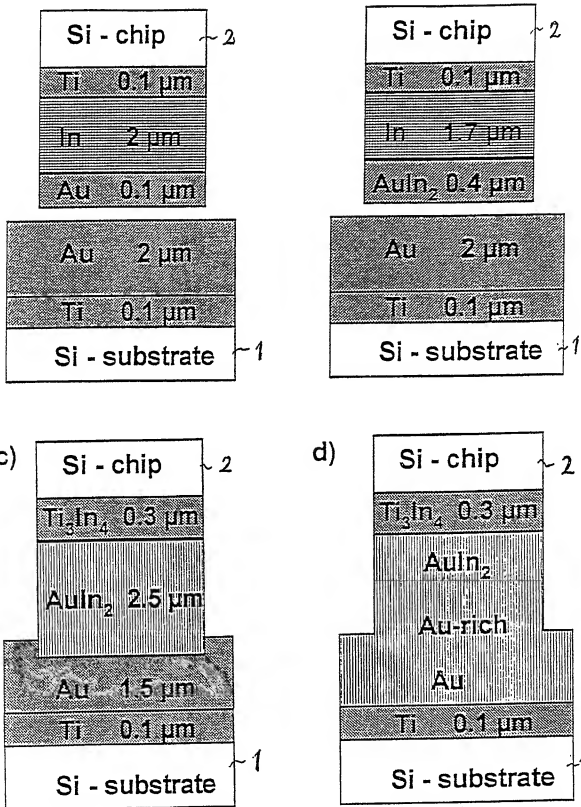 Si - chip 2
Ti 0.1 µm
In 2 µm
Au 0.1 µm
Au 2 µm
Ti 0.1 µm
Si - substrate 1
Si - chip 2
Ti 0.1 µm
In 1.7 µm
AuIn₂ 0.4 µm
Au 2 µm
Ti 0.1 µm
Si - substrate 1
c)
Si - chip 2
Ti₃In₄ 0.3 µm
AuIn₂ 2.5 µm
Au 1.5 µm
Ti 0.1 µm
Si - substrate 1
d)
Si - chip 2
Ti₃In₄ 0.3 µm
AuIn₂
Au-rich
Au
Ti 0.1 µm
Si - substrate